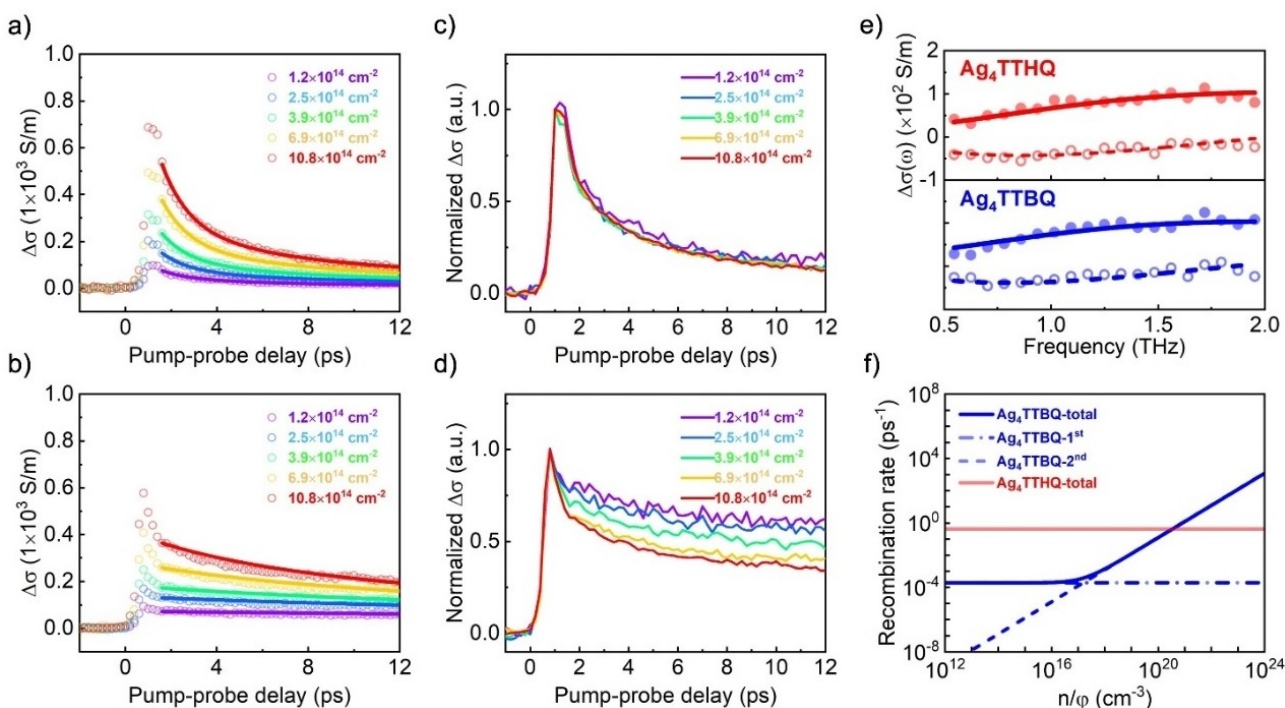 a)
Δσ (1×10³ S/m)
1.0
0.8
0.6
0.4
0.2
0.0
1.2×10¹⁴ cm⁻²
2.5×10¹⁴ cm⁻²
3.9×10¹⁴ cm⁻²
6.9×10¹⁴ cm⁻²
10.8×10¹⁴ cm⁻²
0 4 8 12
Pump-probe delay (ps)
c)
Normalized Δσ (a.u.)
1.0
0.5
0.0
1.2×10¹⁴ cm⁻²
2.5×10¹⁴ cm⁻²
3.9×10¹⁴ cm⁻²
6.9×10¹⁴ cm⁻²
10.8×10¹⁴ cm⁻²
0 2 4 6 8 10 12
Pump-probe delay (ps)
e)
Δσ(ω) (×10² S/m)
2
1
0
-1
Ag₄TTHQ
Ag₄TTBQ
0.5 1.0 1.5 2.0
Frequency (THz)
b)
Δσ (1×10³ S/m)
1.0
0.8
0.6
0.4
0.2
0.0
1.2×10¹⁴ cm⁻²
2.5×10¹⁴ cm⁻²
3.9×10¹⁴ cm⁻²
6.9×10¹⁴ cm⁻²
10.8×10¹⁴ cm⁻²
0 4 8 12
Pump-probe delay (ps)
d)
Normalized Δσ (a.u.)
1.0
0.5
0.0
1.2×10¹⁴ cm⁻²
2.5×10¹⁴ cm⁻²
3.9×10¹⁴ cm⁻²
6.9×10¹⁴ cm⁻²
10.8×10¹⁴ cm⁻²
0 2 4 6 8 10 12
Pump-probe delay (ps)
f)
Recombination rate (ps⁻¹)
10⁸
10⁴
10⁰
10⁻⁴
10⁻⁸
Ag₄TTBQ-total
Ag₄TTBQ-1ˢᵗ
Ag₄TTBQ-2ⁿᵈ
Ag₄TTHQ-total
10¹² 10¹⁶ 10²⁰ 10²⁴
n/φ (cm⁻³)